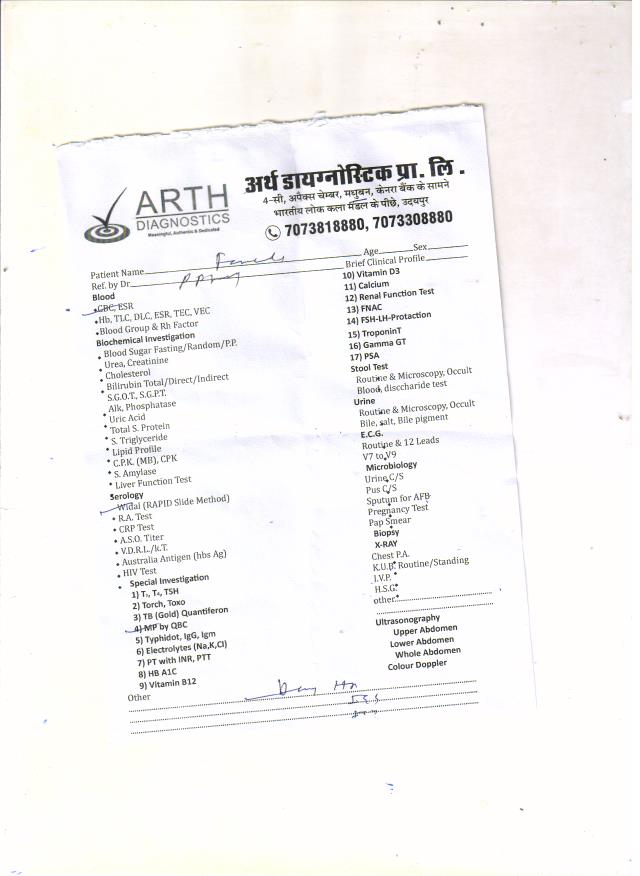 ARTH
DIAGNOSTICS
Meaningful, Authentic & Dedicated
अर्थ डायग्नोस्टिक प्रा. लि .
4-सी, अपैक्स चेम्बर, मधुबन, केनरा बैंक के सामने
भारतीय लोक कला मंडल के पीछे, उदयपुर
7073818880, 7073308880
Patient Name Age Sex
Ref. by Dr. Brief Clinical Profile
Blood
CBC, ESR
Hb, TLC, DLC, ESR, TEC, VEC
Blood Group & Rh Factor
Biochemical Investigation
Blood Sugar Fasting/Random/P.P.
Urea, Creatinine
Cholesterol
Bilirubin Total/Direct/Indirect
S.G.O.T., S.G.P.T.
Alk, Phosphatase
Uric Acid
Total S. Protein
S. Triglyceride
Lipid Profile
C.P.K. (MB), CPK
S. Amylase
Liver Function Test
Serology
Widal (RAPID Slide Method)
R.A. Test
CRP Test
A.S.O. Titer
V.D.R.L./k.T.
Australia Antigen (hbs Ag)
HIV Test
Special Investigation
1) T₃, T₄, TSH
2) Torch, Toxo
3) TB (Gold) Quantiferon
4) MP by QBC
5) Typhidot, IgG, Igm
6) Electrolytes (Na,K,Cl)
7) PT with INR, PTT
8) HB A1C
9) Vitamin B12
Other
10) Vitamin D3
11) Calcium
12) Renal Function Test
13) FNAC
14) FSH-LH-Protaction
15) TroponinT
16) Gamma GT
17) PSA
Stool Test
Routine & Microscopy, Occult
Blood, disccharide test
Urine
Routine & Microscopy, Occult
Bile, salt, Bile pigment
E.C.G.
Routine & 12 Leads
V7 to V9
Microbiology
Urine C/S
Pus C/S
Sputum for AFB
Pregnancy Test
Pap Smear
Biopsy
X-RAY
Chest P.A.
K.U.B. Routine/Standing
I.V.P.
H.S.G.
other.
Ultrasonography
Upper Abdomen
Lower Abdomen
Whole Abdomen
Colour Doppler